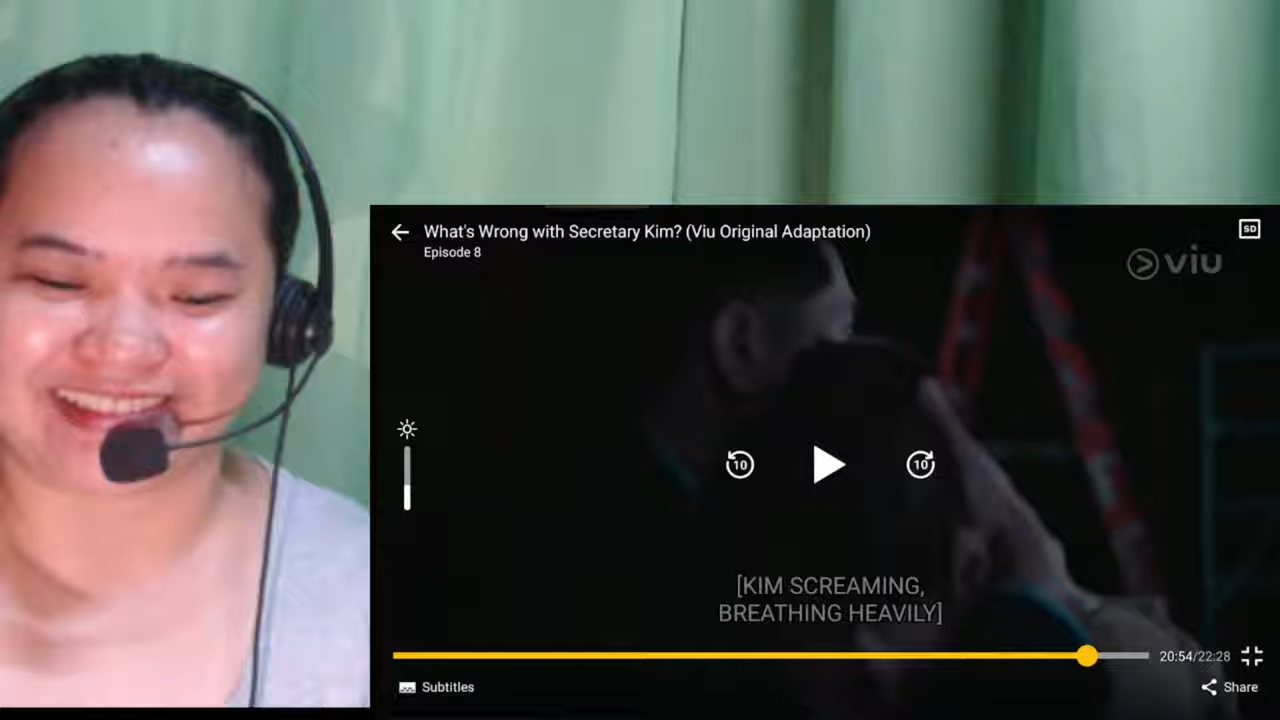 What's Wrong with Secretary Kim? (Viu Original Adaptation)
Episode 8
SD
viu
10
10
[KIM SCREAMING,
BREATHING HEAVILY]
20:54/22:28
Subtitles
Share